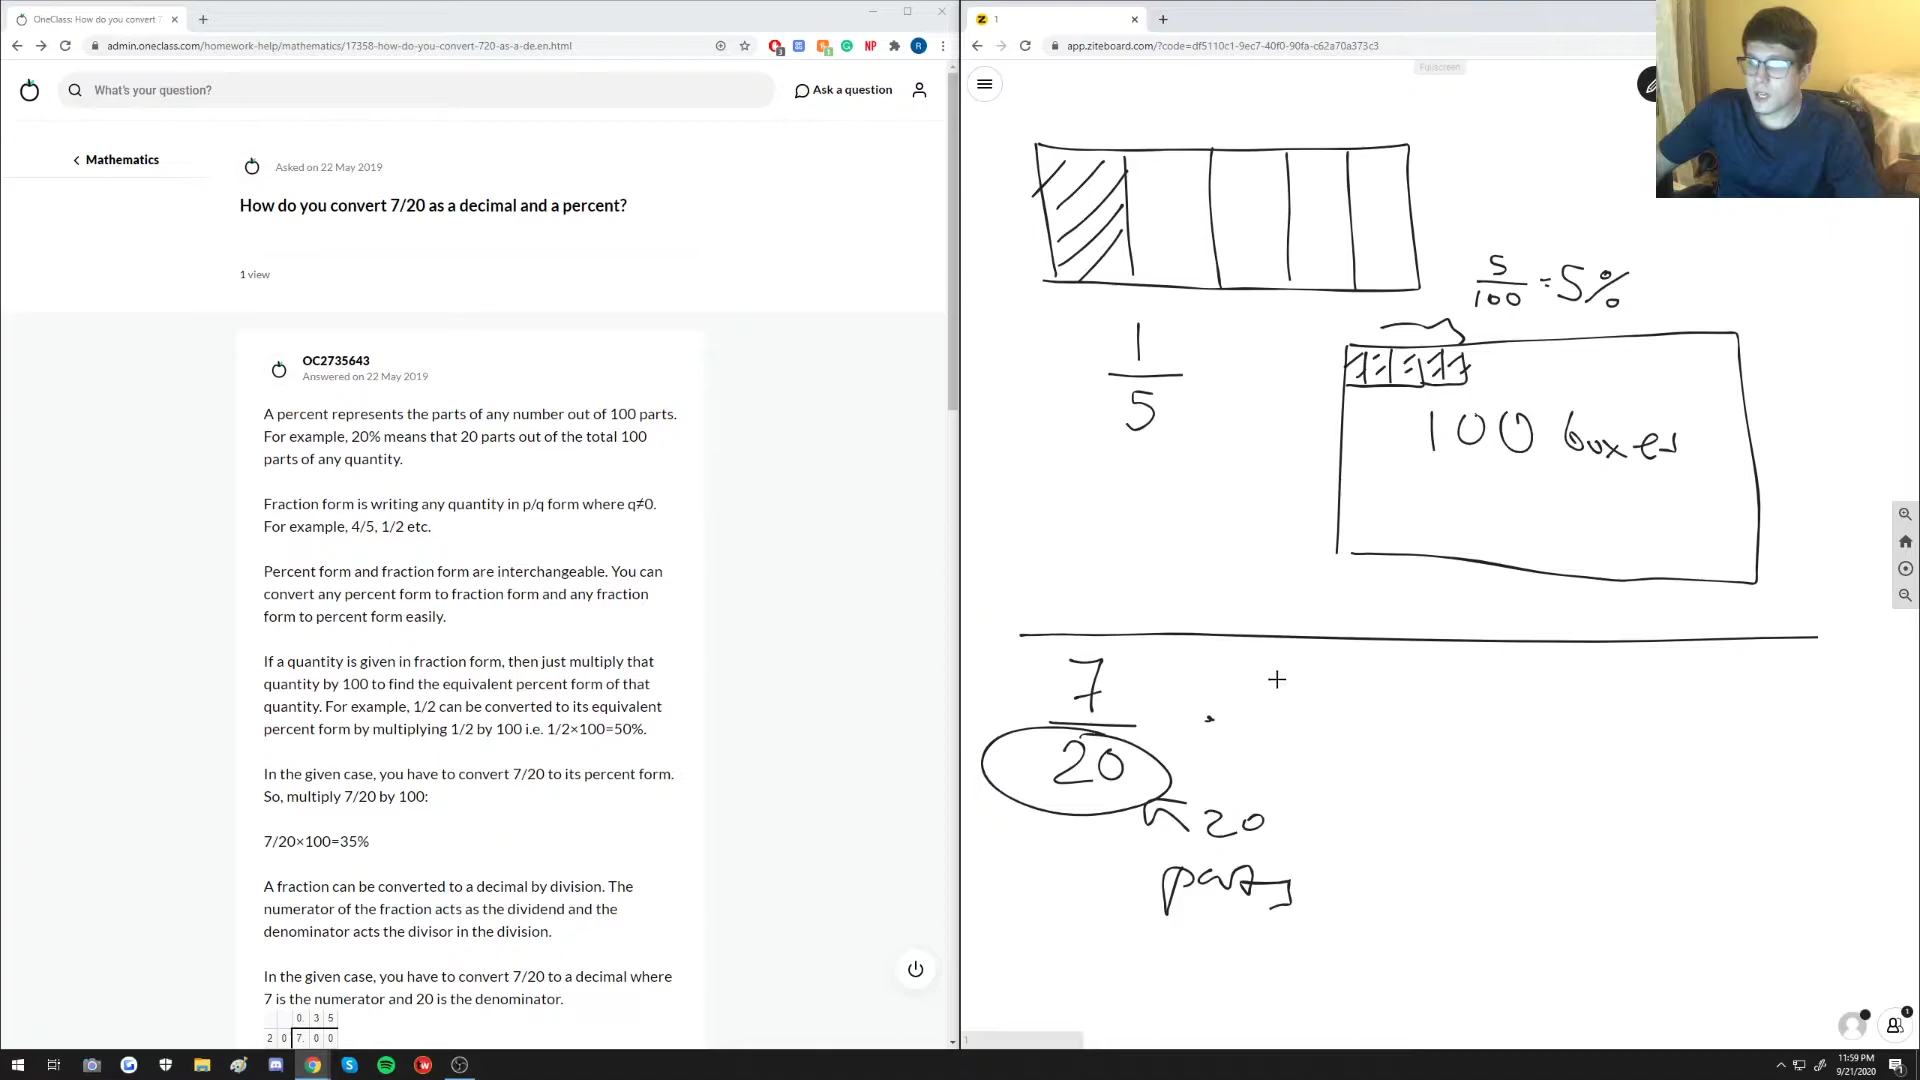 OneClass: How do you convert 7
admin.oneclass.com/homework-help/mathematics/17358-how-do-you-convert-720-as-a-de.en.html
What's your question?
Ask a question
Mathematics
Asked on 22 May 2019
How do you convert 7/20 as a decimal and a percent?
1 view
OC2735643
Answered on 22 May 2019
A percent represents the parts of any number out of 100 parts.
For example, 20% means that 20 parts out of the total 100
parts of any quantity.
Fraction form is writing any quantity in p/q form where q≠0.
For example, 4/5, 1/2 etc.
Percent form and fraction form are interchangeable. You can
convert any percent form to fraction form and any fraction
form to percent form easily.
If a quantity is given in fraction form, then just multiply that
quantity by 100 to find the equivalent percent form of that
quantity. For example, 1/2 can be converted to its equivalent
percent form by multiplying 1/2 by 100 i.e. 1/2×100=50%.
In the given case, you have to convert 7/20 to its percent form.
So, multiply 7/20 by 100:
7/20×100=35%
A fraction can be converted to a decimal by division. The
numerator of the fraction acts as the dividend and the
denominator acts the divisor in the division.
In the given case, you have to convert 7/20 to a decimal where
7 is the numerator and 20 is the denominator.
0. 3 5
2 0 7. 0 0
1
app.ziteboard.com/?code=df5110c1-9ec7-40f0-90fa-c62a70a373c3
Fullscreen
5
100 = 5%
1
5
100 boxes
7
20
20
parts
1
1
11:59 PM
9/21/2020